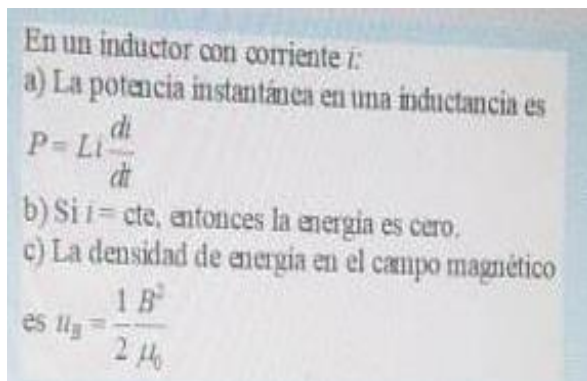 En un inductor con corriente i:
a) La potencia instantánea en una inductancia es
P = Li di/dt
b) Si i = cte, entonces la energía es cero.
c) La densidad de energía en el campo magnético
es u_B = 1/2 B²/μ₀